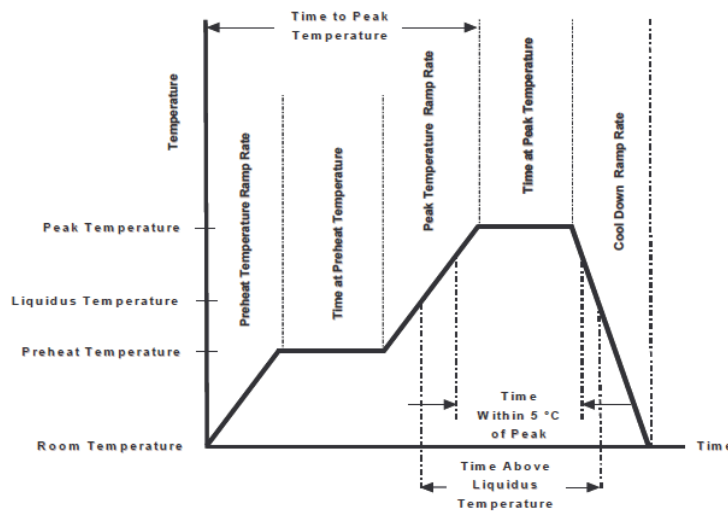 Time to Peak
Temperature
Temperature
Preheat Temperature Ramp Rate
Time at Preheat Temperature
Peak Temperature Ramp Rate
Time at Peak Temperature
Cool Down Ramp Rate
Peak Temperature
Liquidus Temperature
Preheat Temperature
Room Temperature
Time
Within 5 °C
of Peak
Time
Time Above
Liquidus
Temperature